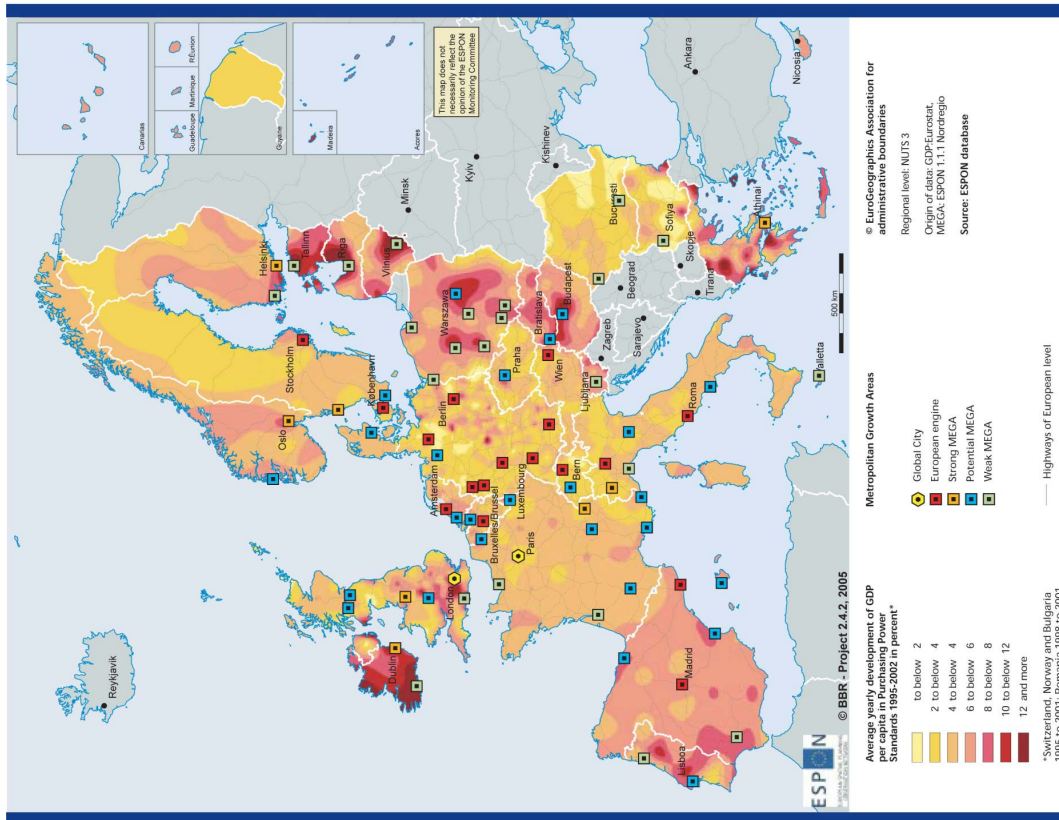 Canarias
Guadeloupe
Martinique
RÉunion
Guyane
Madeira
Acores
This map does not
necessarily reflect the
opinion of the ESPON
Monitoring Committee
Reykjavik
Helsinki
Tallinn
Riga
Vilnius
Minsk
Kyiv
Kishinev
Oslo
Stockholm
København
Dublin
London
Amsterdam
Berlin
Warszawa
Bruxelles/Brussel
Luxembourg
Praha
Paris
Bern
Wien
Bratislava
Budapest
Ljubljana
Zagreb
Bucuresti
Beograd
Sarajevo
Sofiya
Skopje
Tirana
Roma
Madrid
Lisboa
Athinai
Ankara
Nicosia
Valletta
500 km
ESPON
© BBR - Project 2.4.2, 2005
Average yearly development of GDP
per capita in Purchasing Power
Standards 1995-2002 in percent*
to below 2
2 to below 4
4 to below 4
6 to below 6
8 to below 8
10 to below 12
12 and more
*Switzerland, Norway and Bulgaria
Metropolitan Growth Areas
Global City
European engine
Strong MEGA
Potential MEGA
Weak MEGA
Highways of European level
© EuroGeographics Association for
administrative boundaries
Regional level: NUTS 3
Origin of data: GDP:Eurostat,
MEGA: ESPON 1.1.1 Nordregio
Source: ESPON database